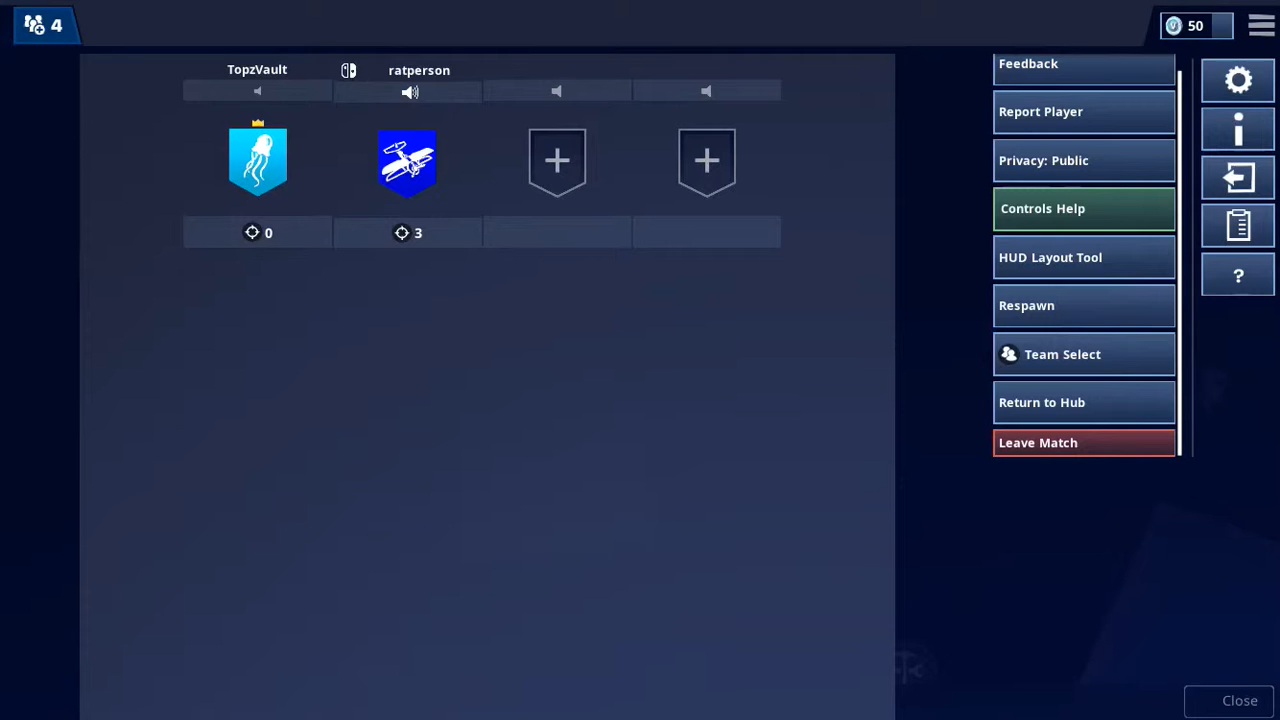 4
50
TopzVault
ratperson
0
3
Feedback
Report Player
Privacy: Public
Controls Help
HUD Layout Tool
Respawn
Team Select
Return to Hub
Leave Match
?
Close